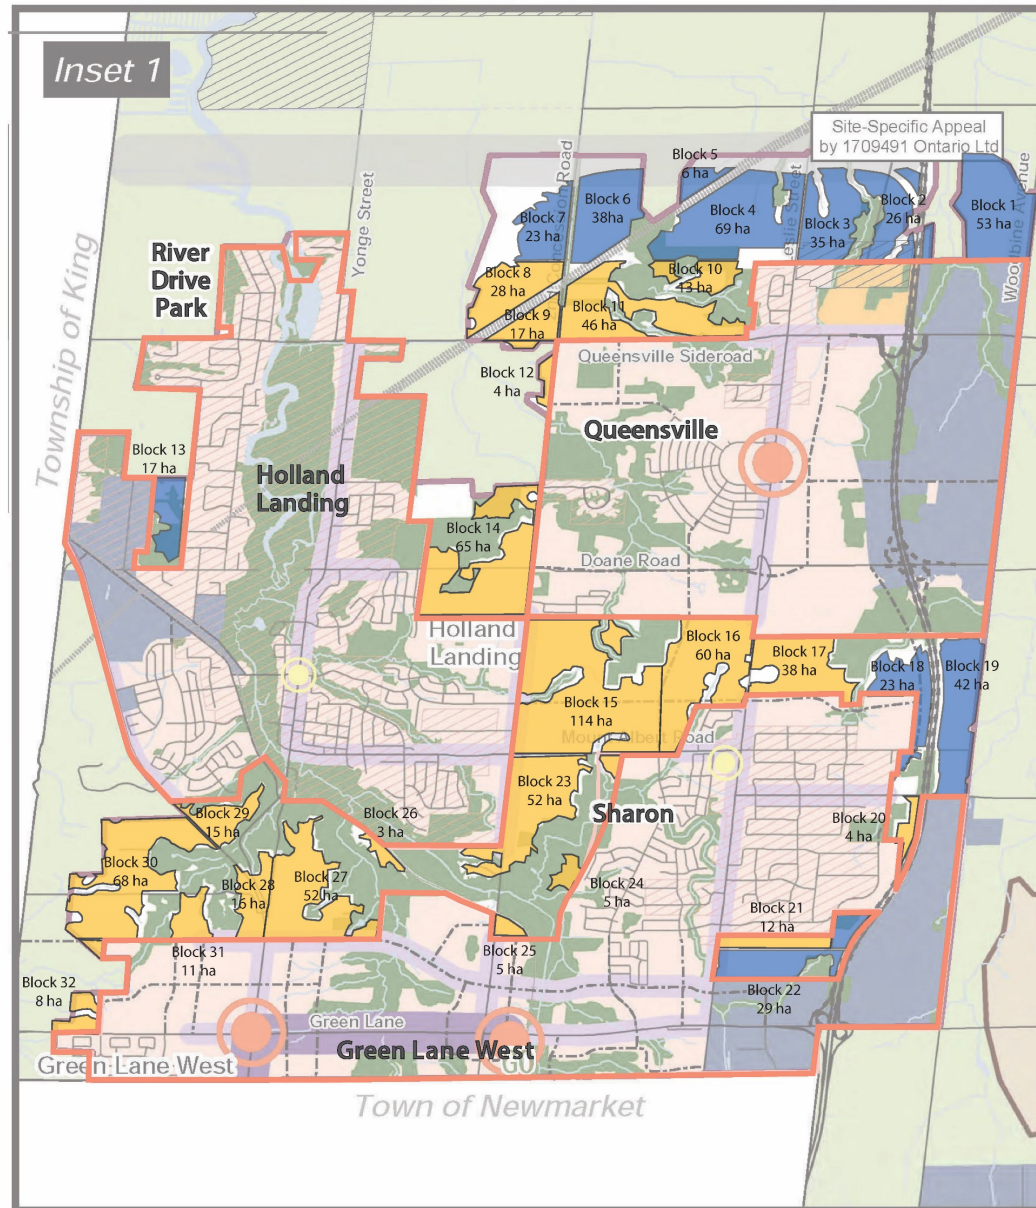 Inset 1
Site-Specific Appeal
by 1709491 Ontario Ltd
Block 5
6 ha
Block 6
38ha
Block 7
23 ha
Block 4
69 ha
Block 3
35 ha
Block 2
26 ha
Block 1
53 ha
Concession Road
Leslie Street
Woodbine Avenue
Yonge Street
Township of King
River
Drive
Park
Block 8
28 ha
Block 9
17 ha
Block 10
13 ha
Block 11
46 ha
Queensville Sideroad
Block 12
4 ha
Queensville
Block 13
17 ha
Holland
Landing
Block 14
65 ha
Doane Road
Holland
Landing
Block 15
114 ha
Block 16
60 ha
Block 17
38 ha
Block 18
23 ha
Block 19
42 ha
Mount Albert Road
Block 23
52 ha
Sharon
Block 20
4 ha
Block 29
15 ha
Block 26
3 ha
Block 30
68 ha
Block 28
16 ha
Block 27
52 ha
Block 24
5 ha
Block 21
12 ha
Block 31
11 ha
Block 25
5 ha
Block 22
29 ha
Block 32
8 ha
Green Lane
Green Lane West
Green Lane West
GO
Town of Newmarket